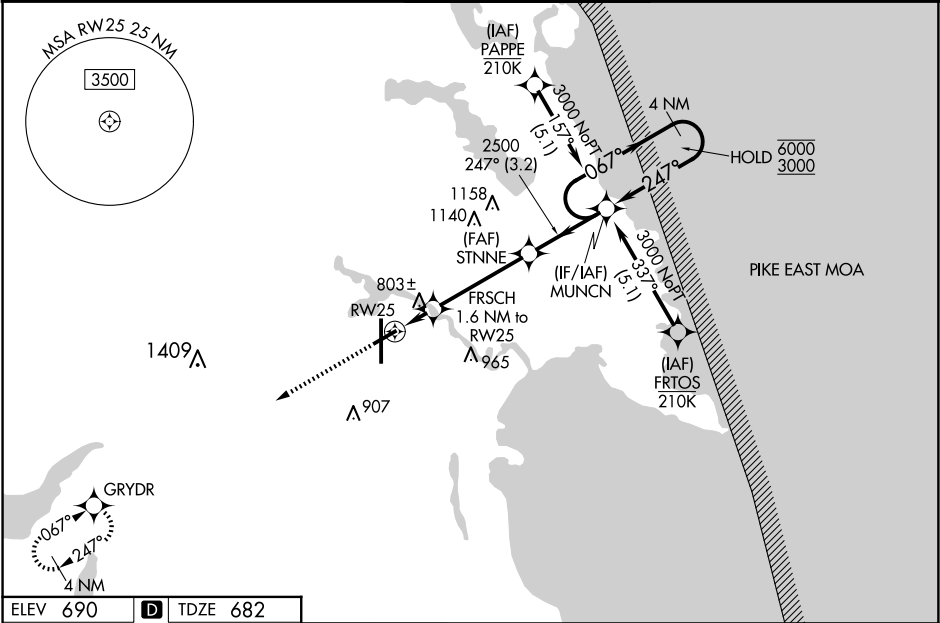 MSA RW25 25 NM
3500
(IAF)
PAPPE
210K
3000 NoPT
157°
(5.1)
4 NM
067°
247°
HOLD
6000
3000
2500
247° (3.2)
1158
1140
(FAF)
STNNE
(IF/IAF)
MUNCN
3000 NoPT
337°
(5.1)
PIKE EAST MOA
803±
RW25
FRSCH
1.6 NM to
RW25
965
1409
907
(IAF)
FRTOS
210K
GRYDR
067°
247°
4 NM
ELEV 690 D TDZE 682